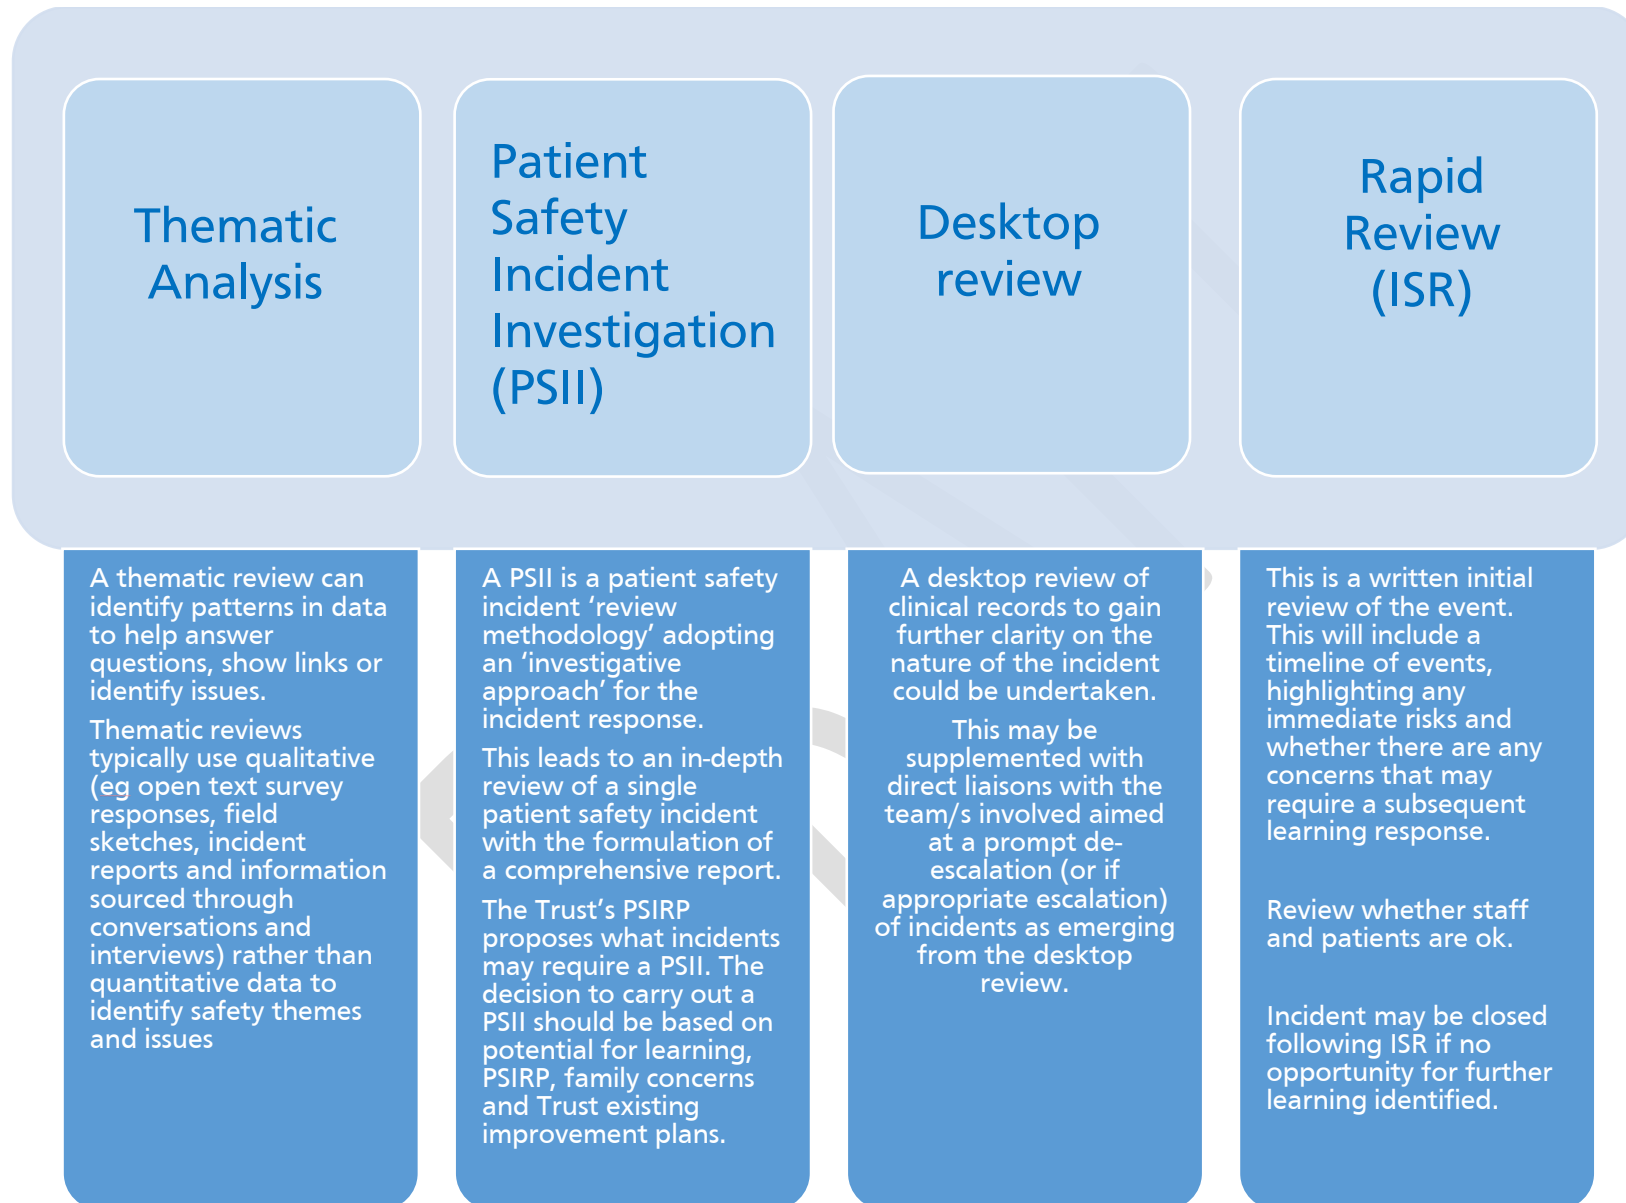 Thematic
Analysis
Patient
Safety
Incident
Investigation
(PSII)
Desktop
review
Rapid
Review
(ISR)
A thematic review can
identify patterns in data
to help answer
questions, show links or
identify issues.
Thematic reviews
typically use qualitative
(eg open text survey
responses, field
sketches, incident
reports and information
sourced through
conversations and
interviews) rather than
quantitative data to
identify safety themes
and issues
A PSII is a patient safety
incident ‘review
methodology’ adopting
an ‘investigative
approach’ for the
incident response.
This leads to an in-depth
review of a single
patient safety incident
with the formulation of
a comprehensive report.
The Trust’s PSIRP
proposes what incidents
may require a PSII. The
decision to carry out a
PSII should be based on
potential for learning,
PSIRP, family concerns
and Trust existing
improvement plans.
A desktop review of
clinical records to gain
further clarity on the
nature of the incident
could be undertaken.
This may be
supplemented with
direct liaisons with the
team/s involved aimed
at a prompt de-
escalation (or if
appropriate escalation)
of incidents as emerging
from the desktop
review.
This is a written initial
review of the event.
This will include a
timeline of events,
highlighting any
immediate risks and
whether there are any
concerns that may
require a subsequent
learning response.
Review whether staff
and patients are ok.
Incident may be closed
following ISR if no
opportunity for further
learning identified.